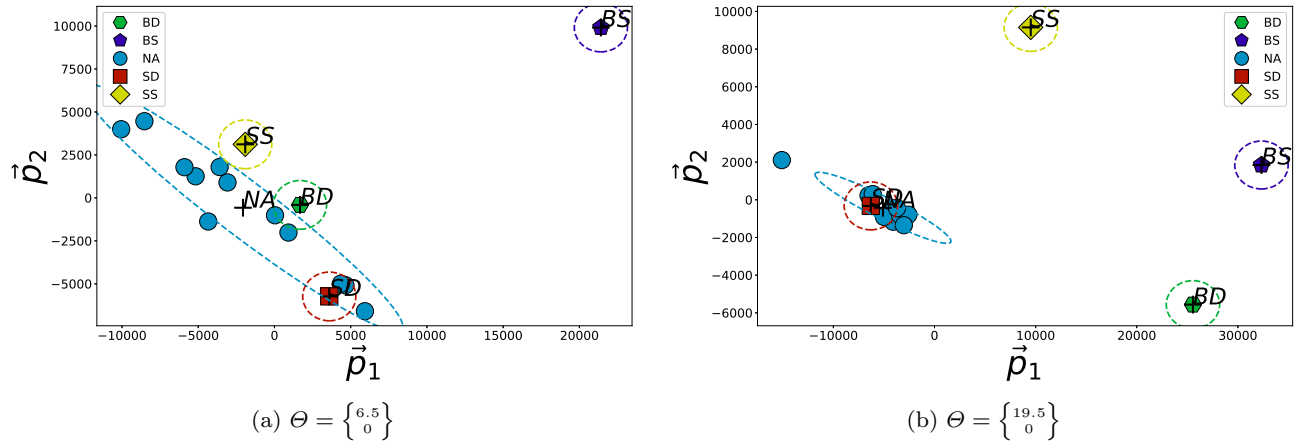 10000
7500
5000
2500
0
−2500
−5000
−10000
−5000
0
5000
10000
15000
20000
p⃗2
p⃗1
BD
BS
NA
SD
SS
BS
SS
NA
BD
SD
(a) Θ = {6.5 0}
10000
8000
6000
4000
2000
0
−2000
−4000
−6000
−10000
0
10000
20000
30000
p⃗2
p⃗1
BD
BS
NA
SD
SS
SS
BS
SD
NA
BD
(b) Θ = {19.5 0}